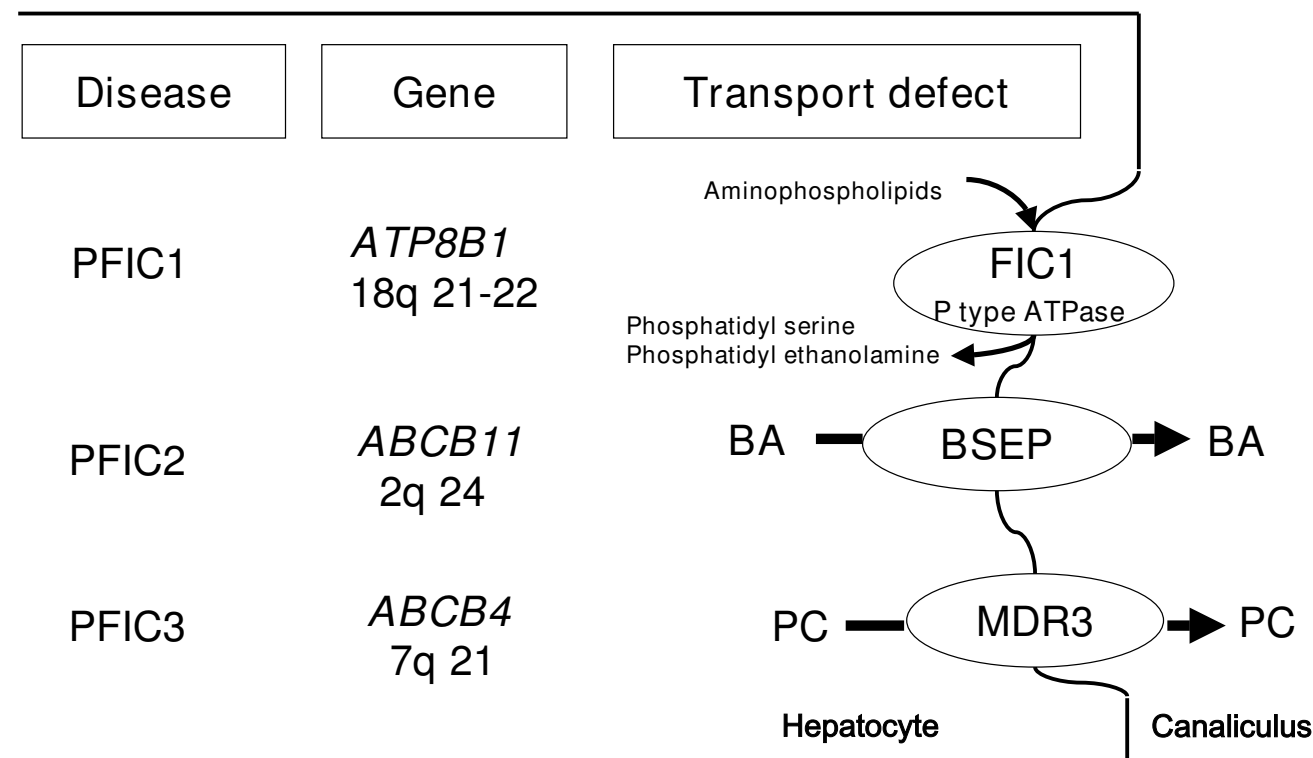 Disease
Gene
Transport defect
Aminophospholipids
PFIC1
ATP8B1
18q 21-22
FIC1
P type ATPase
Phosphatidyl serine
Phosphatidyl ethanolamine
PFIC2
ABCB11
2q 24
BA
BSEP
BA
PFIC3
ABCB4
7q 21
PC
MDR3
PC
Hepatocyte
Canaliculus